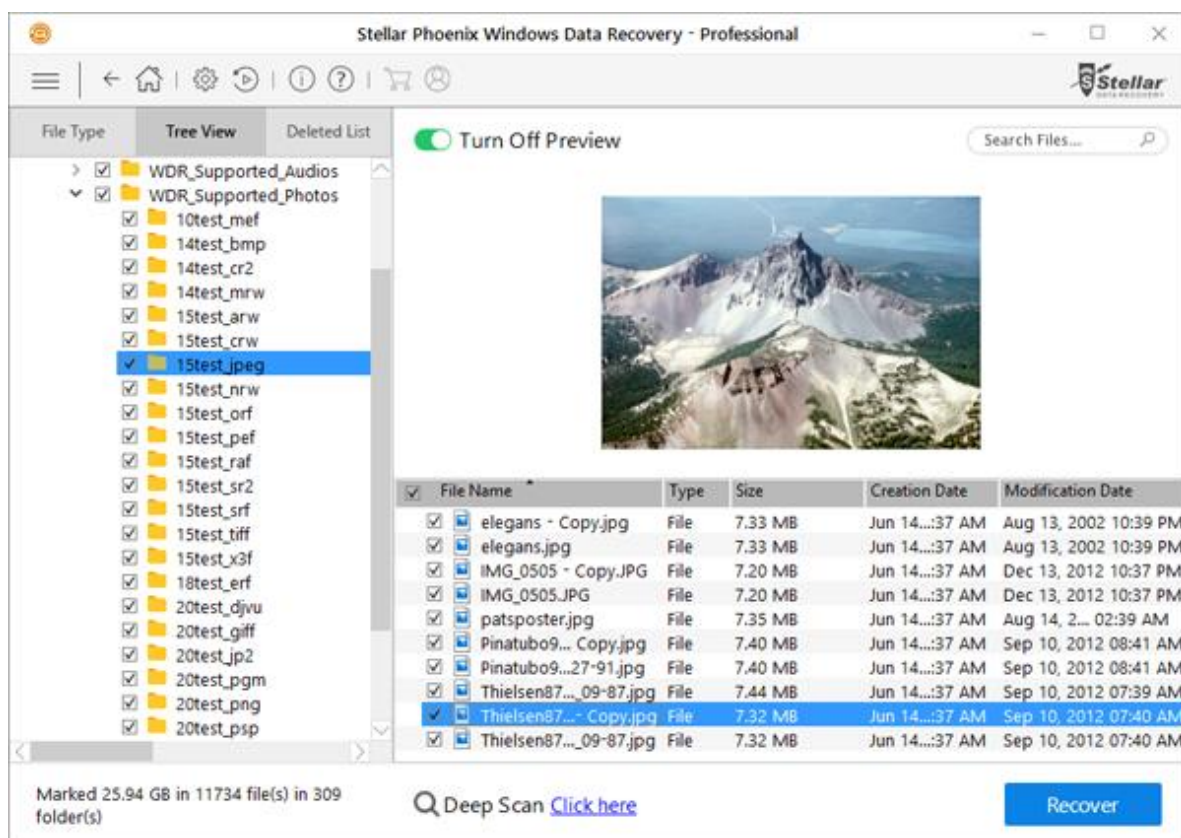 Stellar Phoenix Windows Data Recovery - Professional
Stellar
DATA RECOVERY
File Type Tree View Deleted List
Turn Off Preview
Search Files...
WDR_Supported_Audios
WDR_Supported_Photos
10test_mef
14test_bmp
14test_cr2
14test_mrw
15test_arw
15test_crw
15test_jpeg
15test_nrw
15test_orf
15test_pef
15test_raf
15test_sr2
15test_srf
15test_tiff
15test_x3f
18test_erf
20test_djvu
20test_giff
20test_jp2
20test_pgm
20test_png
20test_psp
File Name Type Size Creation Date Modification Date
elegans - Copy.jpg File 7.33 MB Jun 14...:37 AM Aug 13, 2002 10:39 PM
elegans.jpg File 7.33 MB Jun 14...:37 AM Aug 13, 2002 10:39 PM
IMG_0505 - Copy.JPG File 7.20 MB Jun 14...:37 AM Dec 13, 2012 10:37 PM
IMG_0505.JPG File 7.20 MB Jun 14...:37 AM Dec 13, 2012 10:37 PM
patsposter.jpg File 7.35 MB Jun 14...:37 AM Aug 14, 2... 02:39 AM
Pinatubo9... Copy.jpg File 7.40 MB Jun 14...:37 AM Sep 10, 2012 08:41 AM
Pinatubo9...27-91.jpg File 7.40 MB Jun 14...:37 AM Sep 10, 2012 08:41 AM
Thielsen87..._09-87.jpg File 7.44 MB Jun 14...:37 AM Sep 10, 2012 07:39 AM
Thielsen87...- Copy.jpg File 7.32 MB Jun 14...:37 AM Sep 10, 2012 07:40 AM
Thielsen87..._09-87.jpg File 7.32 MB Jun 14...:37 AM Sep 10, 2012 07:40 AM
Marked 25.94 GB in 11734 file(s) in 309
folder(s)
Deep Scan Click here
Recover